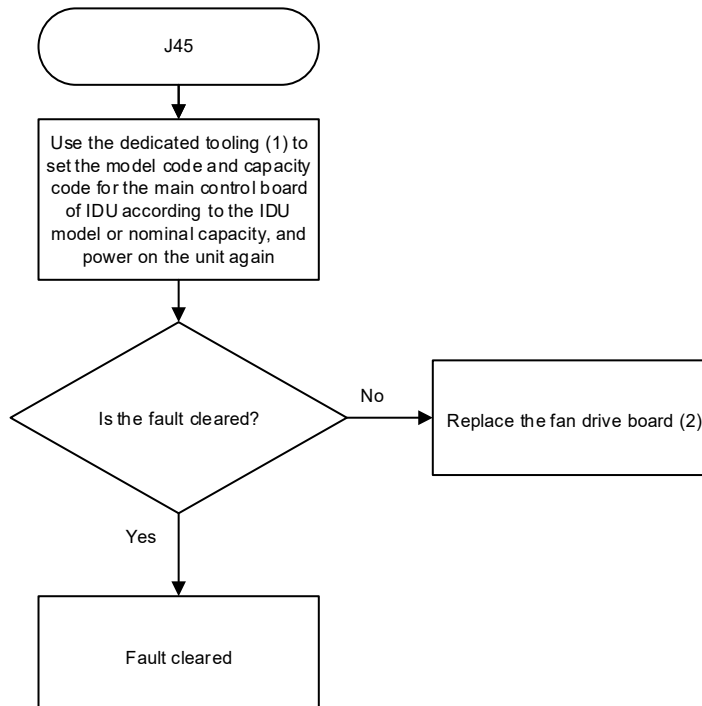 J45
Use the dedicated tooling (1) to
set the model code and capacity
code for the main control board
of IDU according to the IDU
model or nominal capacity, and
power on the unit again
Is the fault cleared?
No
Replace the fan drive board (2)
Yes
Fault cleared